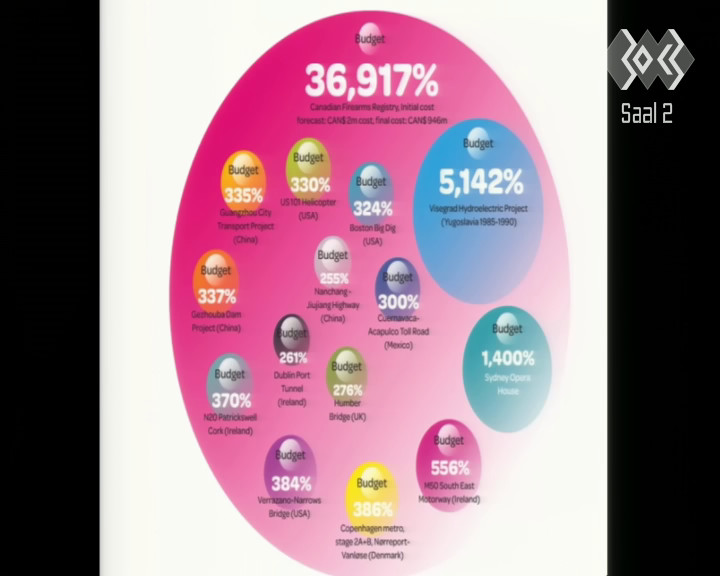 Budget
36,917%
Canadian Firearms Registry, initial cost
forecast: CAN$2m cost, final cost: CAN$946m
Budget
5,142%
Visegrad Hydroelectric Project
(Yugoslavia 1985-1990)
Budget
335%
Guangzhou City
Transport Project
(China)
Budget
330%
US101 Helicopter
(USA)
Budget
324%
Boston Big Dig
(USA)
Budget
255%
Nanchang -
Jiujiang Highway
(China)
Budget
300%
Cuernavaca-
Acapulco Toll Road
(Mexico)
Budget
337%
Gezhouba Dam
Project (China)
Budget
261%
Dublin Port
Tunnel
(Ireland)
Budget
276%
Humber
Bridge (UK)
Budget
1,400%
Sydney Opera
House
Budget
370%
N20 Patrickswell
Cork (Ireland)
Budget
384%
Verrazano-Narrows
Bridge (USA)
Budget
386%
Copenhagen metro,
stage 2A+B, Nørreport-
Vanløse (Denmark)
Budget
556%
M50 South East
Motorway (Ireland)
Saal 2